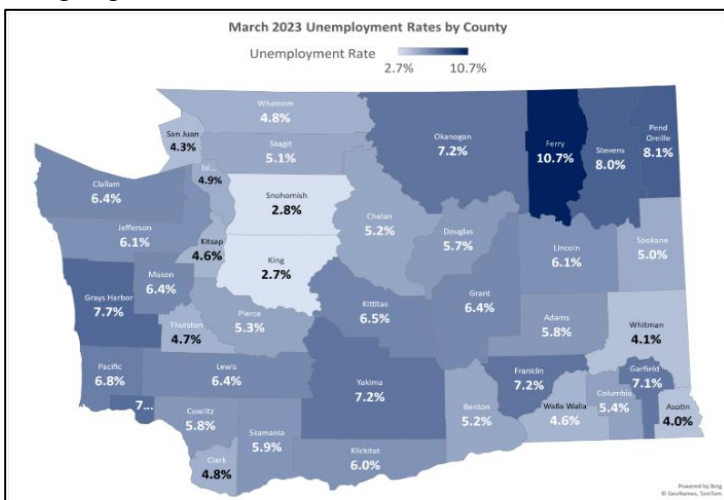 March 2023 Unemployment Rates by County
Unemployment Rate
2.7% 10.7%
Whatcom
4.8%
San Juan
4.3%
Skagit
5.1%
Isl...
4.9%
Okanogan
7.2%
Ferry
10.7%
Stevens
8.0%
Pend
Oreille
8.1%
Clallam
6.4%
Snohomish
2.8%
Chelan
5.2%
Douglas
5.7%
Jefferson
6.1%
Kitsap
4.6%
King
2.7%
Lincoln
6.1%
Spokane
5.0%
Mason
6.4%
Grays Harbor
7.7%
Kittitas
6.5%
Grant
6.4%
Thurston
4.7%
Pierce
5.3%
Adams
5.8%
Whitman
4.1%
Pacific
6.8%
Lewis
6.4%
Yakima
7.2%
Franklin
7.2%
Garfield
7.1%
7...
Cowlitz
5.8%
Skamania
5.9%
Benton
5.2%
Walla Walla
4.6%
Columbia
5.4%
Asotin
4.0%
Clark
4.8%
Klickitat
6.0%
Powered by Bing
© GeoNames, TomTom